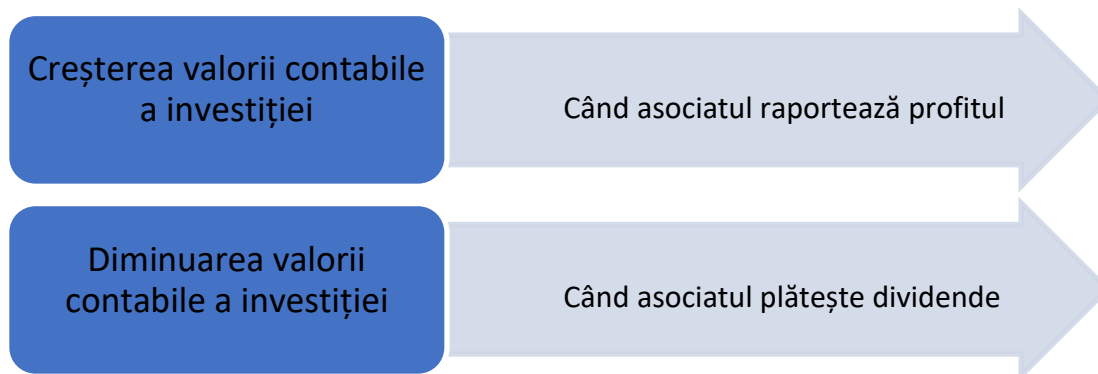 Creșterea valorii contabile
a investiției
Când asociatul raportează profitul
Diminuarea valorii
contabile a investiției
Când asociatul plătește dividende